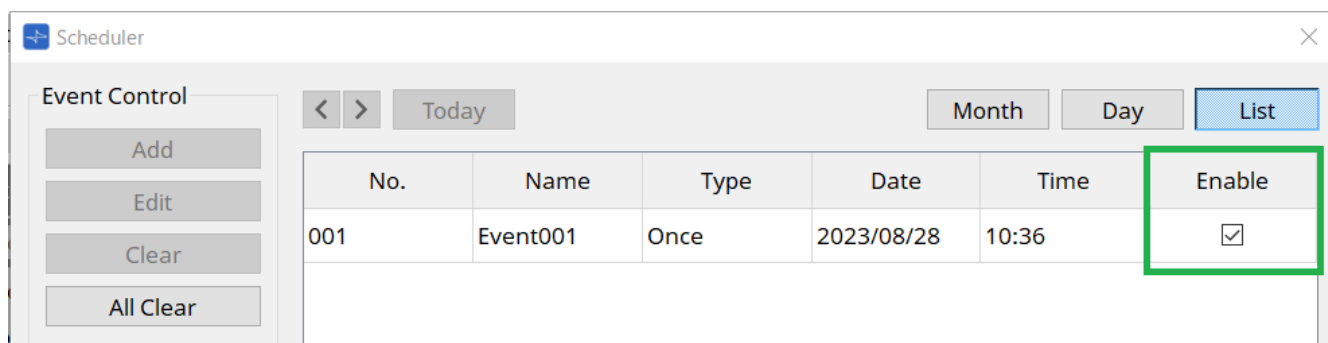 Scheduler
Event Control
Today
Month Day List
Add
Edit
Clear
All Clear
No. Name Type Date Time Enable
001 Event001 Once 2023/08/28 10:36